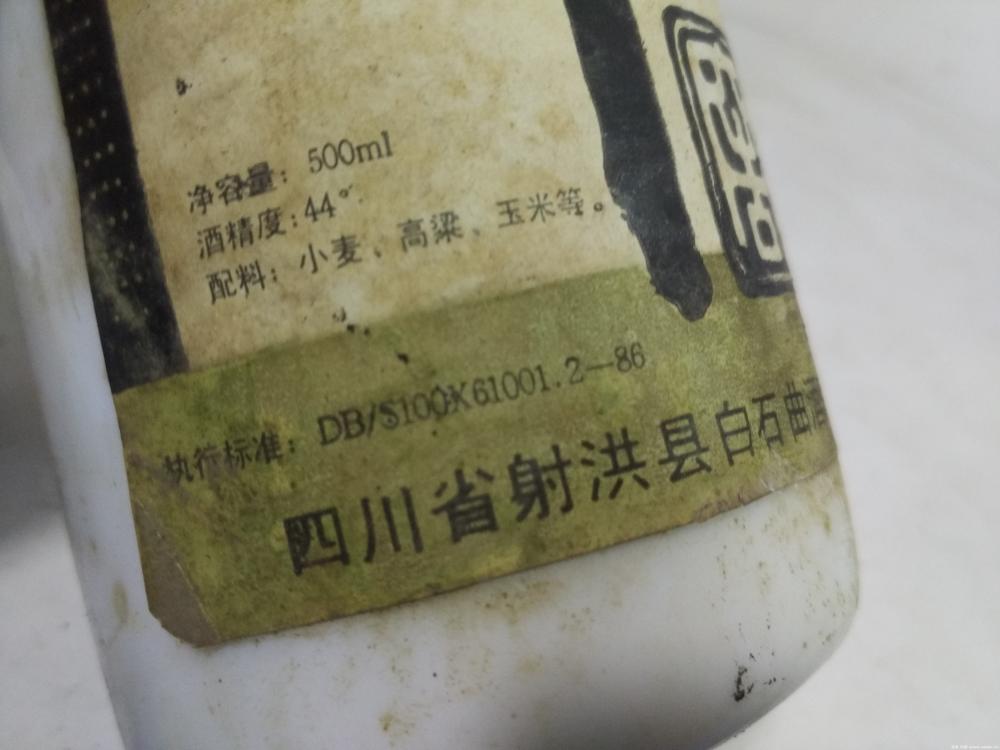 净容量：500ml
酒精度：44°
配料：小麦、高粱、玉米等。
执行标准：DB/S100X61001.2—86
四川省射洪县白石曲酒